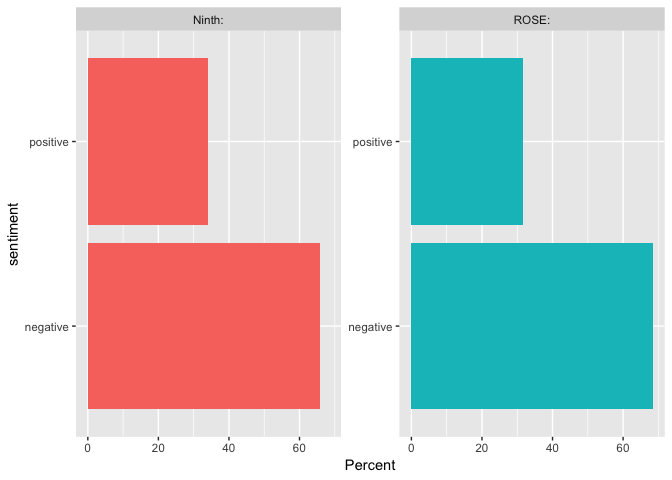 Ninth:
ROSE:
sentiment
positive
negative
positive
negative
0 20 40 60
0 20 40 60
Percent